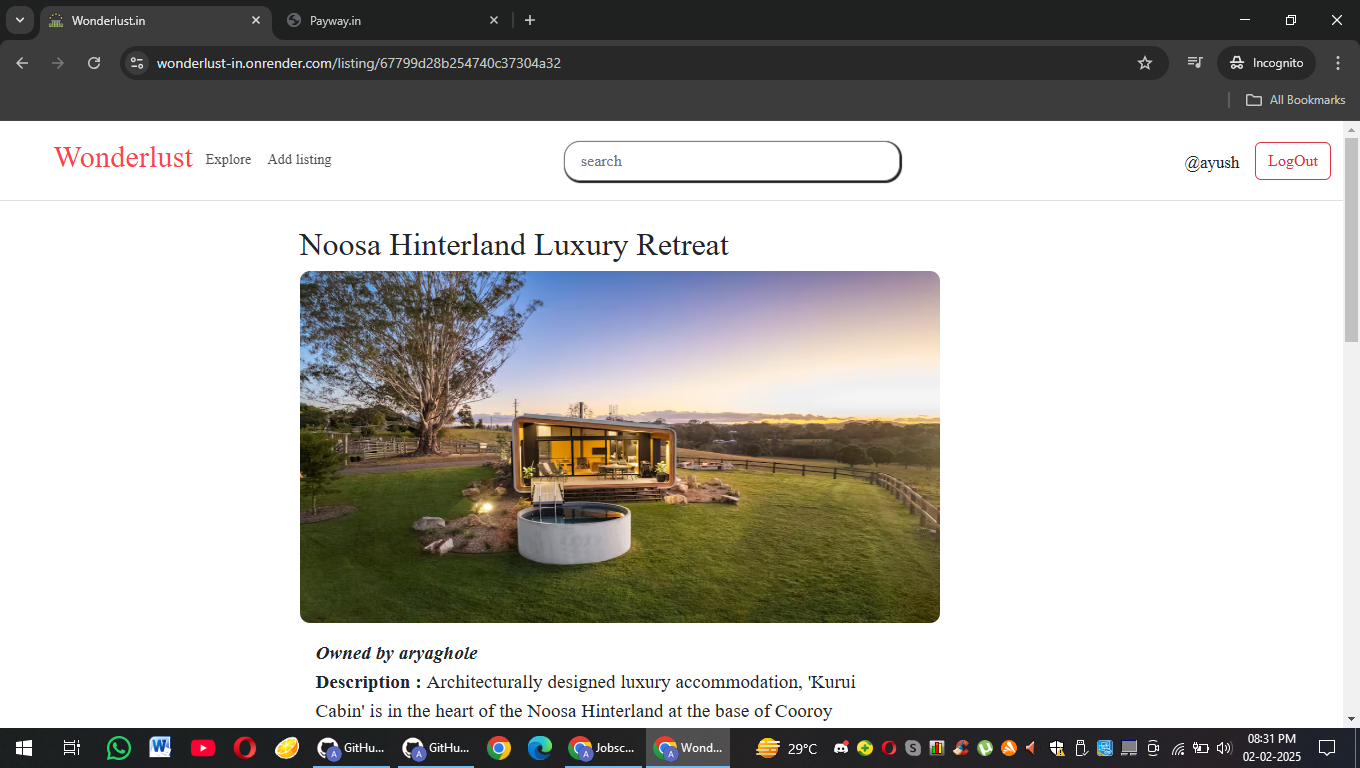 Wonderlust.in
Payway.in
wonderlust-in.onrender.com/listing/67799d28b254740c37304a32
Incognito
All Bookmarks
Wonderlust Explore Add listing search @ayush LogOut
Noosa Hinterland Luxury Retreat
Owned by aryaghole
Description : Architecturally designed luxury accommodation, 'Kurui
Cabin' is in the heart of the Noosa Hinterland at the base of Cooroy
GitHu...
GitHu...
Jobsc...
Wond...
29°C
08:31 PM
02-02-2025